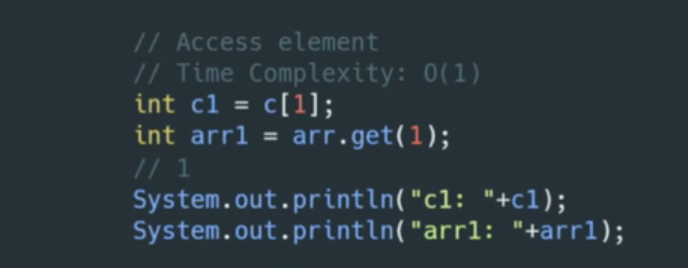 // Access element
// Time Complexity: O(1)
int c1 = c[1];
int arr1 = arr.get(1);
// 1
System.out.println("c1: "+c1);
System.out.println("arr1: "+arr1);